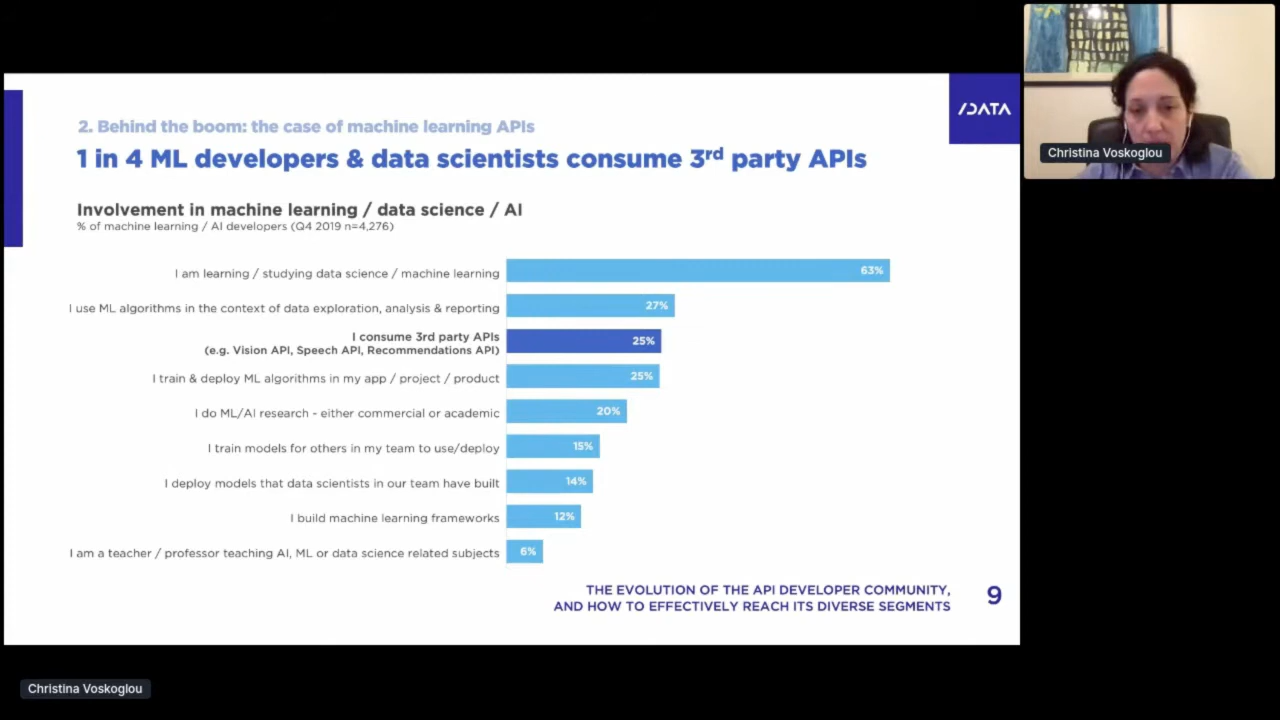 2. Behind the boom: the case of machine learning APIs
1 in 4 ML developers & data scientists consume 3rd party APIs
/DATA
Involvement in machine learning / data science / AI
% of machine learning / AI developers (Q4 2019 n=4,276)
I am learning / studying data science / machine learning 63%
I use ML algorithms in the context of data exploration, analysis & reporting 27%
I consume 3rd party APIs
(e.g. Vision API, Speech API, Recommendations API) 25%
I train & deploy ML algorithms in my app / project / product 25%
I do ML/AI research - either commercial or academic 20%
I train models for others in my team to use/deploy 15%
I deploy models that data scientists in our team have built 14%
I build machine learning frameworks 12%
I am a teacher / professor teaching AI, ML or data science related subjects 6%
THE EVOLUTION OF THE API DEVELOPER COMMUNITY,
AND HOW TO EFFECTIVELY REACH ITS DIVERSE SEGMENTS
9
Christina Voskoglou
Christina Voskoglou